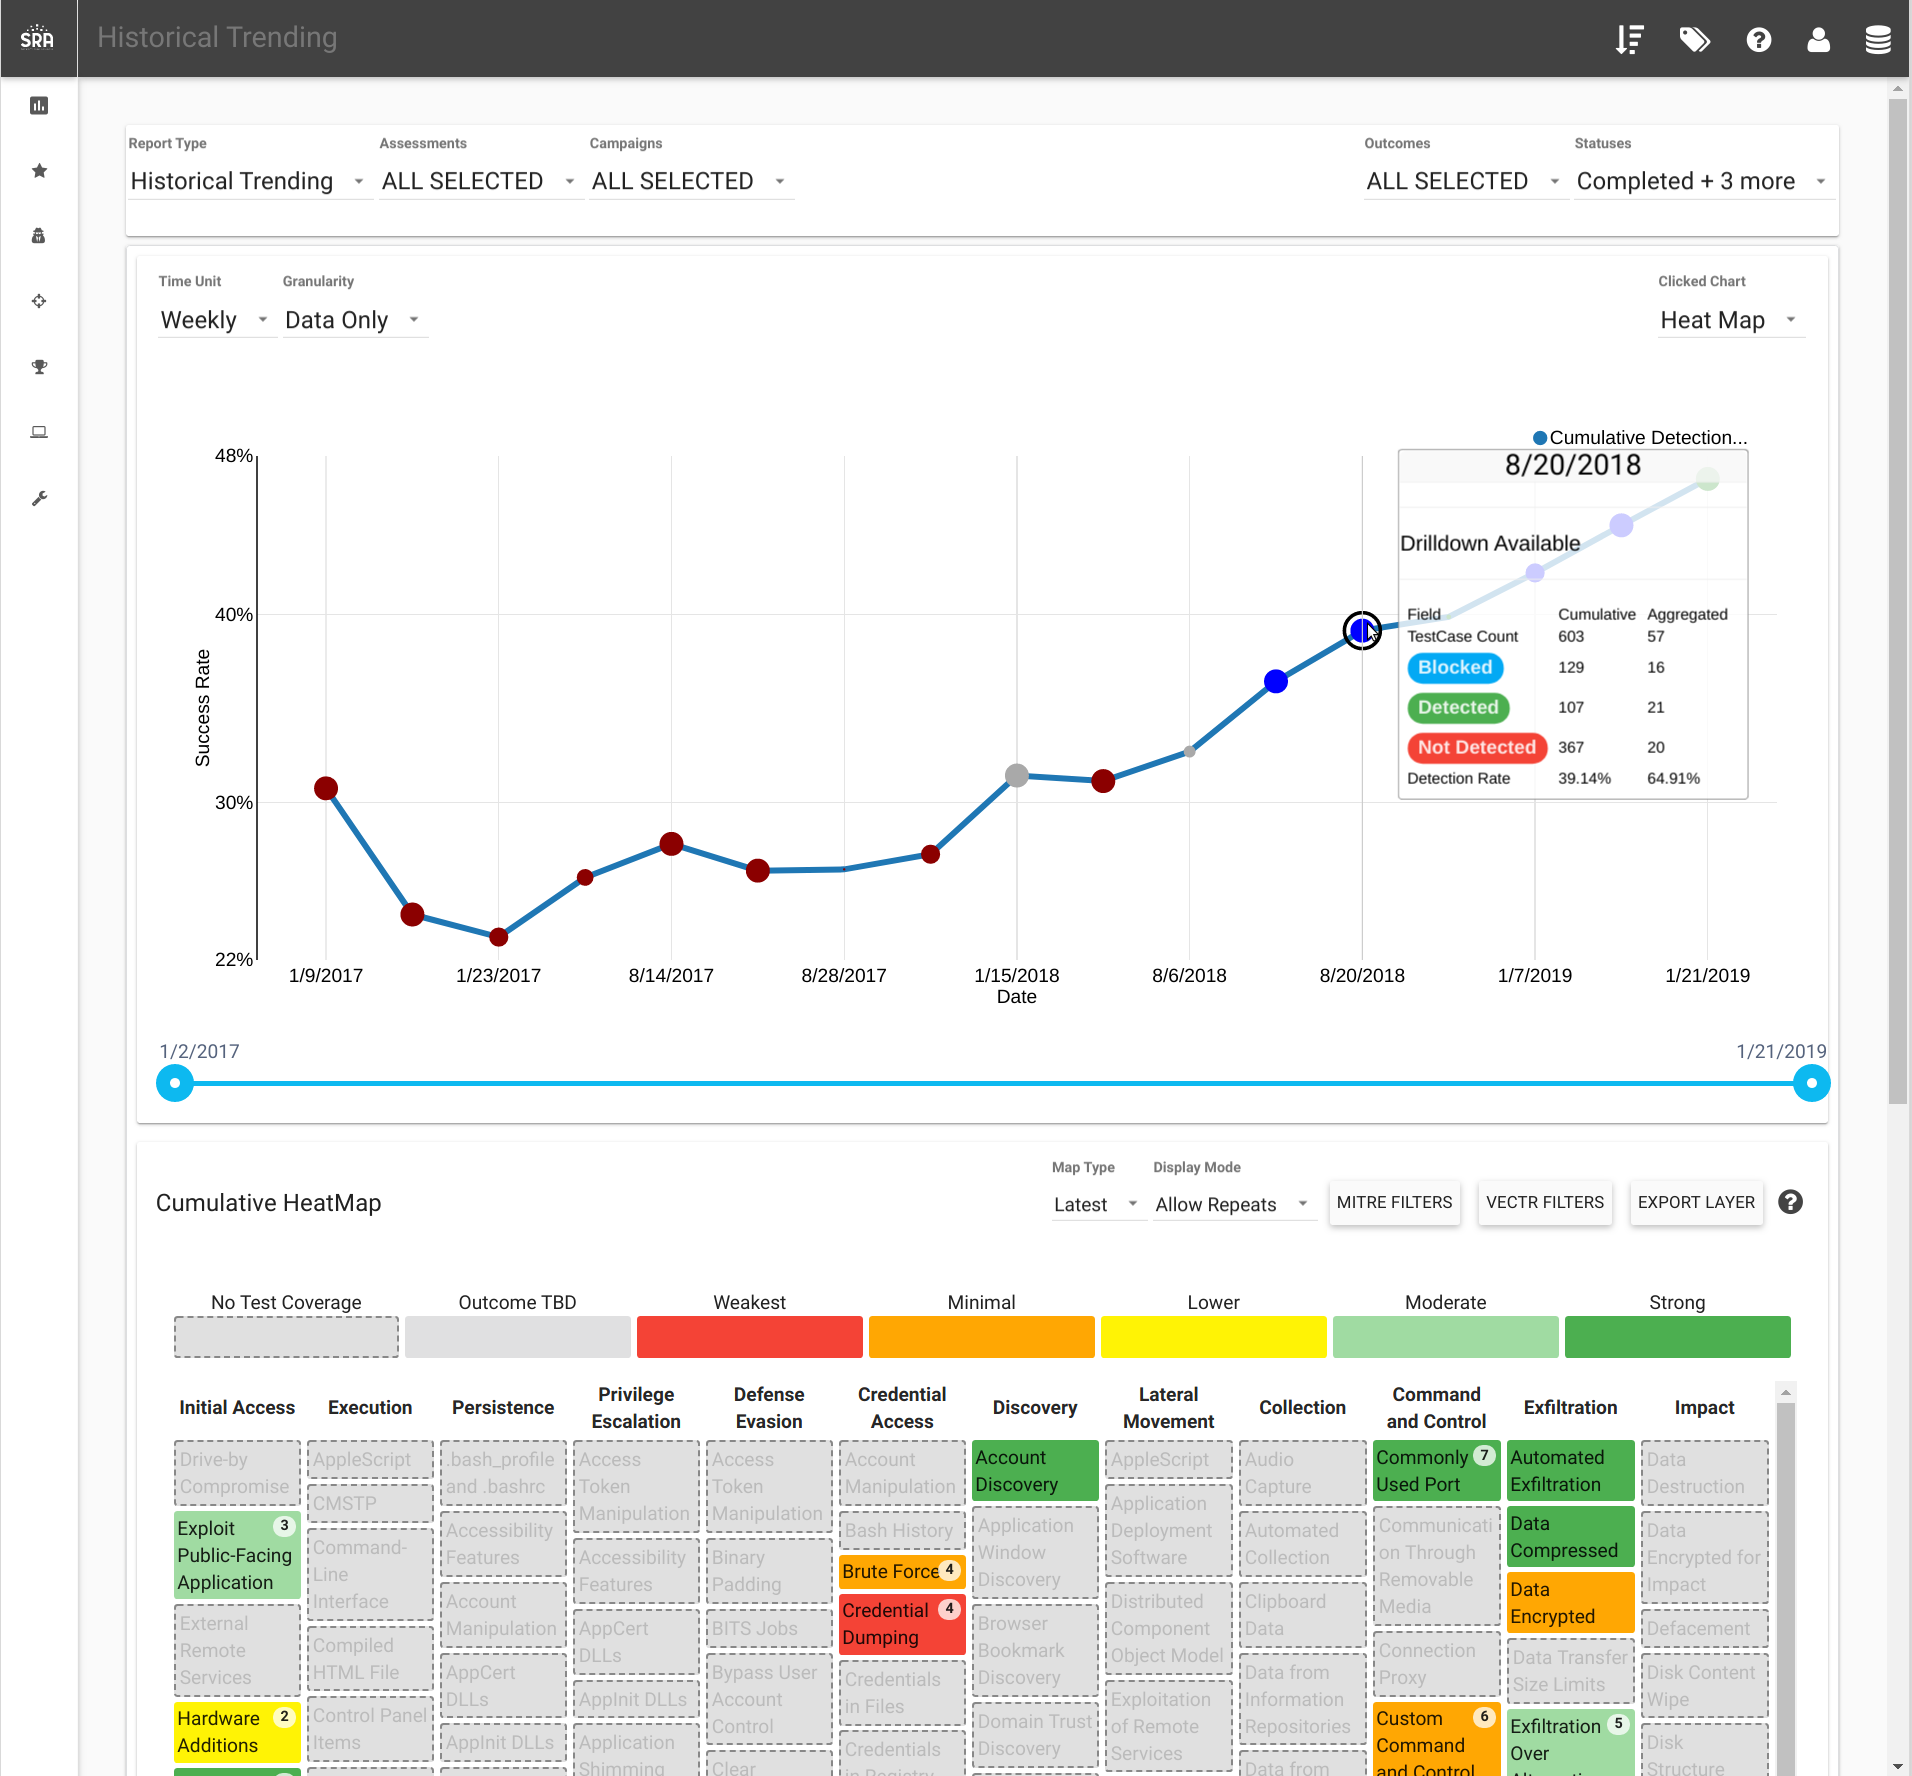 SRA
Historical Trending
Report Type
Assessments
Campaigns
Outcomes
Statuses
Historical Trending
ALL SELECTED
ALL SELECTED
ALL SELECTED
Completed + 3 more
Time Unit
Granularity
Clicked Chart
Weekly
Data Only
Heat Map
Cumulative Detection...
48%
40%
30%
22%
Success Rate
8/20/2018
Drilldown Available
Field Cumulative Aggregated
TestCase Count 603 57
Blocked 129 16
Detected 107 21
Not Detected 367 20
Detection Rate 39.14% 64.91%
1/9/2017 1/23/2017 8/14/2017 8/28/2017 1/15/2018 8/6/2018 8/20/2018 1/7/2019 1/21/2019
Date
1/2/2017
1/21/2019
Cumulative HeatMap
Map Type
Display Mode
Latest
Allow Repeats
MITRE FILTERS
VECTR FILTERS
EXPORT LAYER
No Test Coverage
Outcome TBD
Weakest
Minimal
Lower
Moderate
Strong
Initial Access
Drive-by
Compromise
Exploit 3
Public-Facing
Application
External
Remote
Services
Hardware 2
Additions
Execution
AppleScript
CMSTP
Command-
Line
Interface
Compiled
HTML File
Control Panel
Items
Persistence
.bash_profile
and .bashrc
Accessibility
Features
Account
Manipulation
AppCert
DLLs
AppInit DLLs
Privilege
Escalation
Access
Token
Manipulation
Accessibility
Features
AppCert
DLLs
AppInit DLLs
Application
Shimming
Defense
Evasion
Access
Token
Manipulation
Binary
Padding
BITS Jobs
Bypass User
Account
Control
Clear
Credential
Access
Account
Manipulation
Bash History
Brute Force 4
Credential 4
Dumping
Credentials
in Files
Credentials
in Registry
Discovery
Account
Discovery
Application
Window
Discovery
Browser
Bookmark
Discovery
Domain Trust
Discovery
Lateral
Movement
AppleScript
Application
Deployment
Software
Distributed
Component
Object Model
Exploitation
of Remote
Services
Collection
Audio
Capture
Automated
Collection
Clipboard
Data
Data from
Information
Repositories
Data from
Command
and Control
Commonly 7
Used Port
Communicati
on Through
Removable
Media
Connection
Proxy
Custom 6
Command
and Control
Exfiltration
Automated
Exfiltration
Data
Compressed
Data
Encrypted
Data Transfer
Size Limits
Exfiltration 5
Over
Impact
Data
Destruction
Data
Encrypted for
Impact
Defacement
Disk Content
Wipe
Disk
Structure